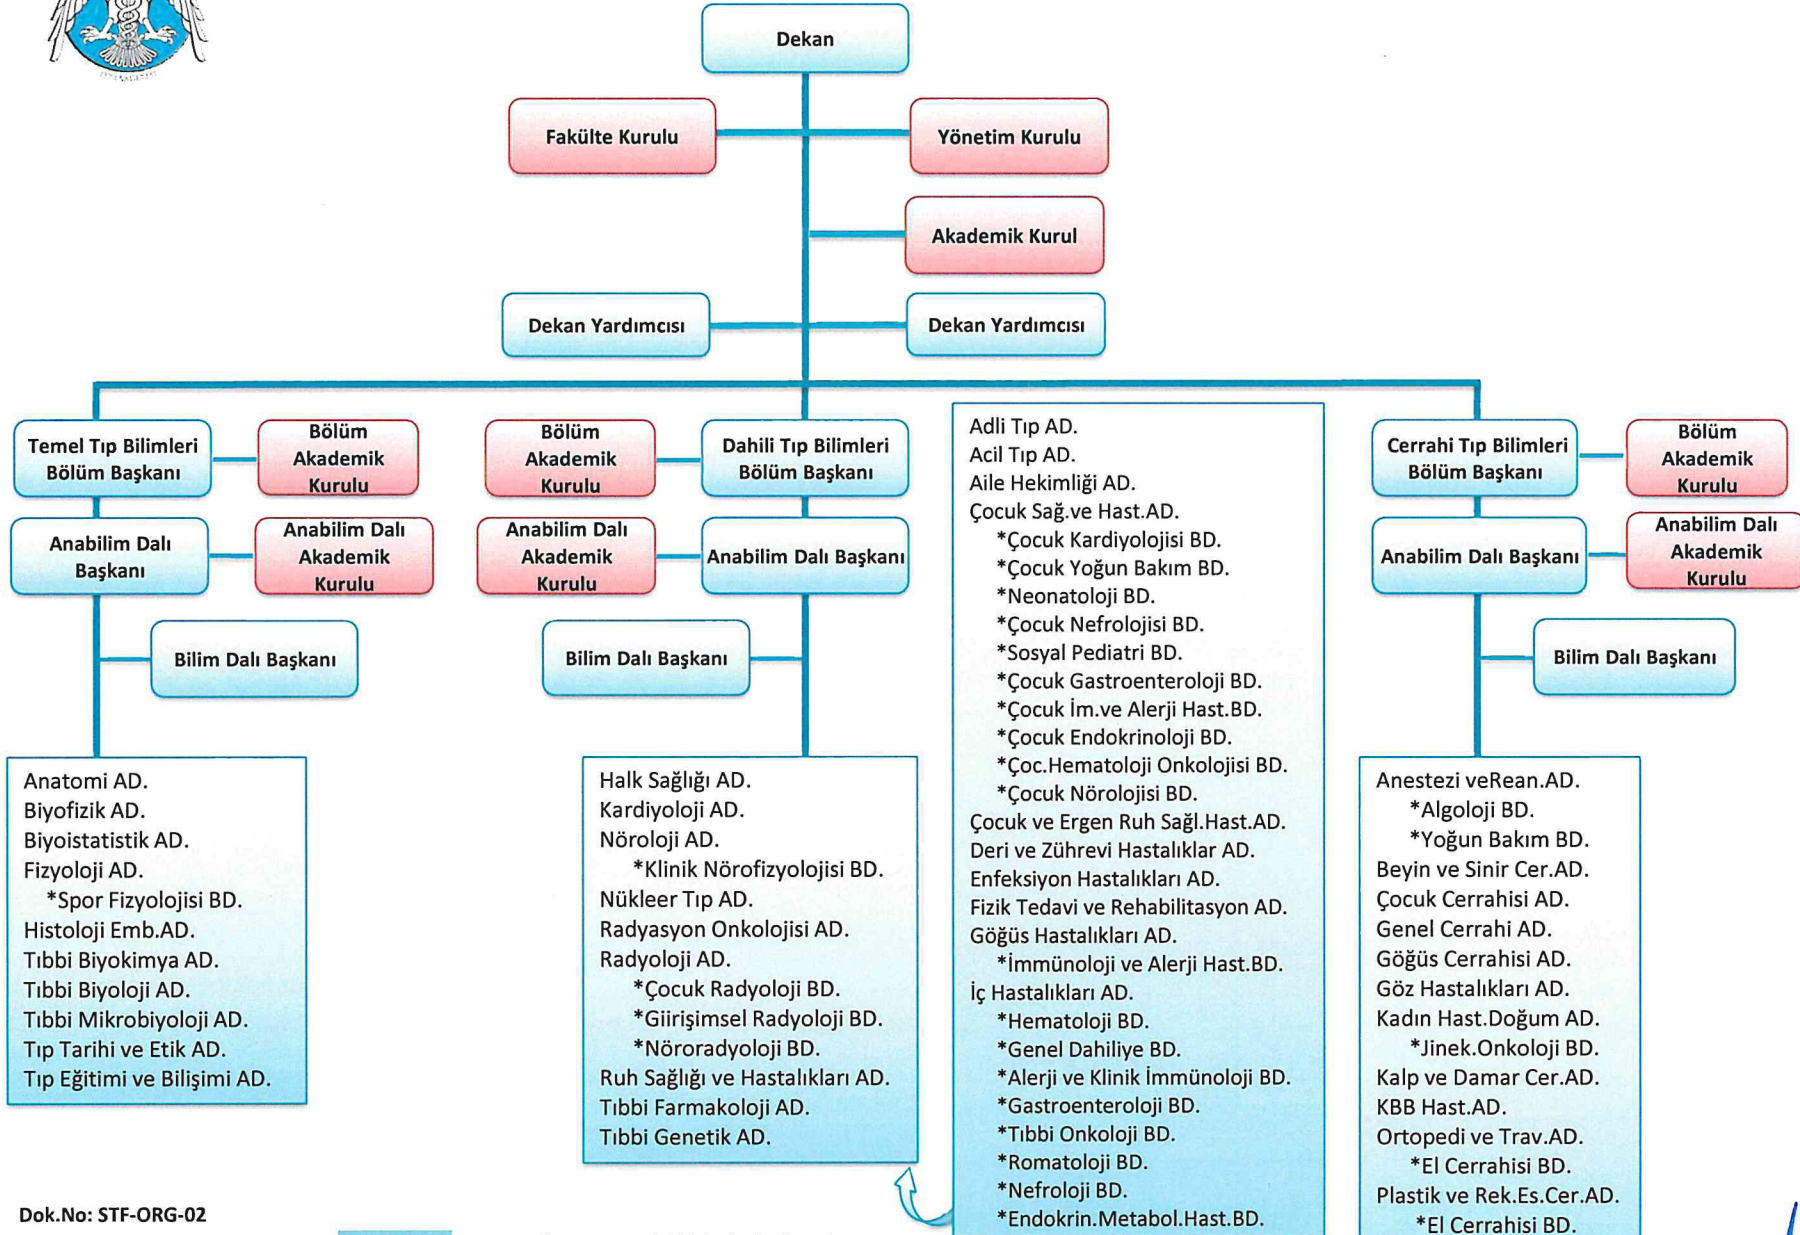 Dekan
Fakülte Kurulu
Yönetim Kurulu
Akademik Kurul
Dekan Yardımcısı
Dekan Yardımcısı
Temel Tıp Bilimleri
Bölüm Başkanı
Bölüm
Akademik
Kurulu
Anabilim Dalı
Başkanı
Anabilim Dalı
Akademik
Kurulu
Bilim Dalı Başkanı
Anatomi AD.
Biyofizik AD.
Biyoistatistik AD.
Fizyoloji AD.
*Spor Fizyolojisi BD.
Histoloji Emb.AD.
Tıbbi Biyokimya AD.
Tıbbi Biyoloji AD.
Tıbbi Mikrobiyoloji AD.
Tıp Tarihi ve Etik AD.
Tıp Eğitimi ve Bilişimi AD.
Bölüm
Akademik
Kurulu
Dahili Tıp Bilimleri
Bölüm Başkanı
Anabilim Dalı
Akademik
Kurulu
Anabilim Dalı Başkanı
Bilim Dalı Başkanı
Halk Sağlığı AD.
Kardiyoloji AD.
Nöroloji AD.
*Klinik Nörofizyolojisi BD.
Nükleer Tıp AD.
Radyasyon Onkolojisi AD.
Radyoloji AD.
*Çocuk Radyoloji BD.
*Giirişimsel Radyoloji BD.
*Nöroradyoloji BD.
Ruh Sağlığı ve Hastalıkları AD.
Tıbbi Farmakoloji AD.
Tıbbi Genetik AD.
Adli Tıp AD.
Acil Tıp AD.
Aile Hekimliği AD.
Çocuk Sağ.ve Hast.AD.
*Çocuk Kardiyolojisi BD.
*Çocuk Yoğun Bakım BD.
*Neonatoloji BD.
*Çocuk Nefrolojisi BD.
*Sosyal Pediatri BD.
*Çocuk Gastroenteroloji BD.
*Çocuk İm.ve Alerji Hast.BD.
*Çocuk Endokrinoloji BD.
*Çoc.Hematoloji Onkolojisi BD.
*Çocuk Nörolojisi BD.
Çocuk ve Ergen Ruh Sağl.Hast.AD.
Deri ve Zührevi Hastalıklar AD.
Enfeksiyon Hastalıkları AD.
Fizik Tedavi ve Rehabilitasyon AD.
Göğüs Hastalıkları AD.
*İmmünoloji ve Alerji Hast.BD.
İç Hastalıkları AD.
*Hematoloji BD.
*Genel Dahiliye BD.
*Alerji ve Klinik İmmünoloji BD.
*Gastroenteroloji BD.
*Tıbbi Onkoloji BD.
*Romatoloji BD.
*Nefroloji BD.
*Endokrin.Metabol.Hast.BD.
Cerrahi Tıp Bilimleri
Bölüm Başkanı
Bölüm
Akademik
Kurulu
Anabilim Dalı Başkanı
Anabilim Dalı
Akademik
Kurulu
Bilim Dalı Başkanı
Anestezi veRean.AD.
*Algoloji BD.
*Yoğun Bakım BD.
Beyin ve Sinir Cer.AD.
Çocuk Cerrahisi AD.
Genel Cerrahi AD.
Göğüs Cerrahisi AD.
Göz Hastalıkları AD.
Kadın Hast.Doğum AD.
*Jinek.Onkoloji BD.
Kalp ve Damar Cer.AD.
KBB Hast.AD.
Ortopedi ve Trav.AD.
*El Cerrahisi BD.
Plastik ve Rek.Es.Cer.AD.
*El Cerrahisi BD.
Dok.No: STF-ORG-02